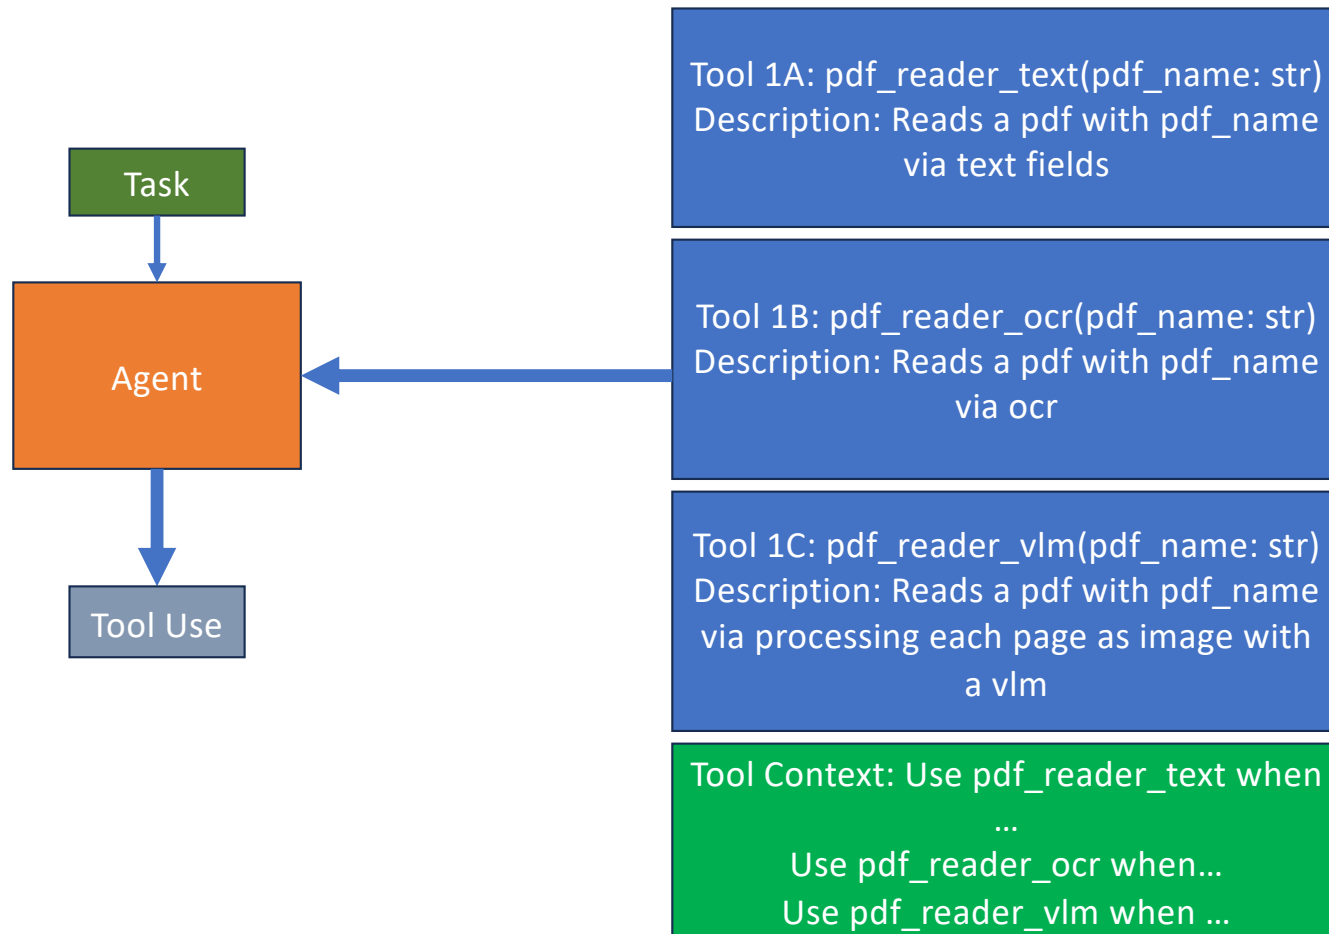 Task
Agent
Tool Use
Tool 1A: pdf_reader_text(pdf_name: str)
Description: Reads a pdf with pdf_name
via text fields
Tool 1B: pdf_reader_ocr(pdf_name: str)
Description: Reads a pdf with pdf_name
via ocr
Tool 1C: pdf_reader_vlm(pdf_name: str)
Description: Reads a pdf with pdf_name
via processing each page as image with
a vlm
Tool Context: Use pdf_reader_text when
…
Use pdf_reader_ocr when…
Use pdf_reader_vlm when …